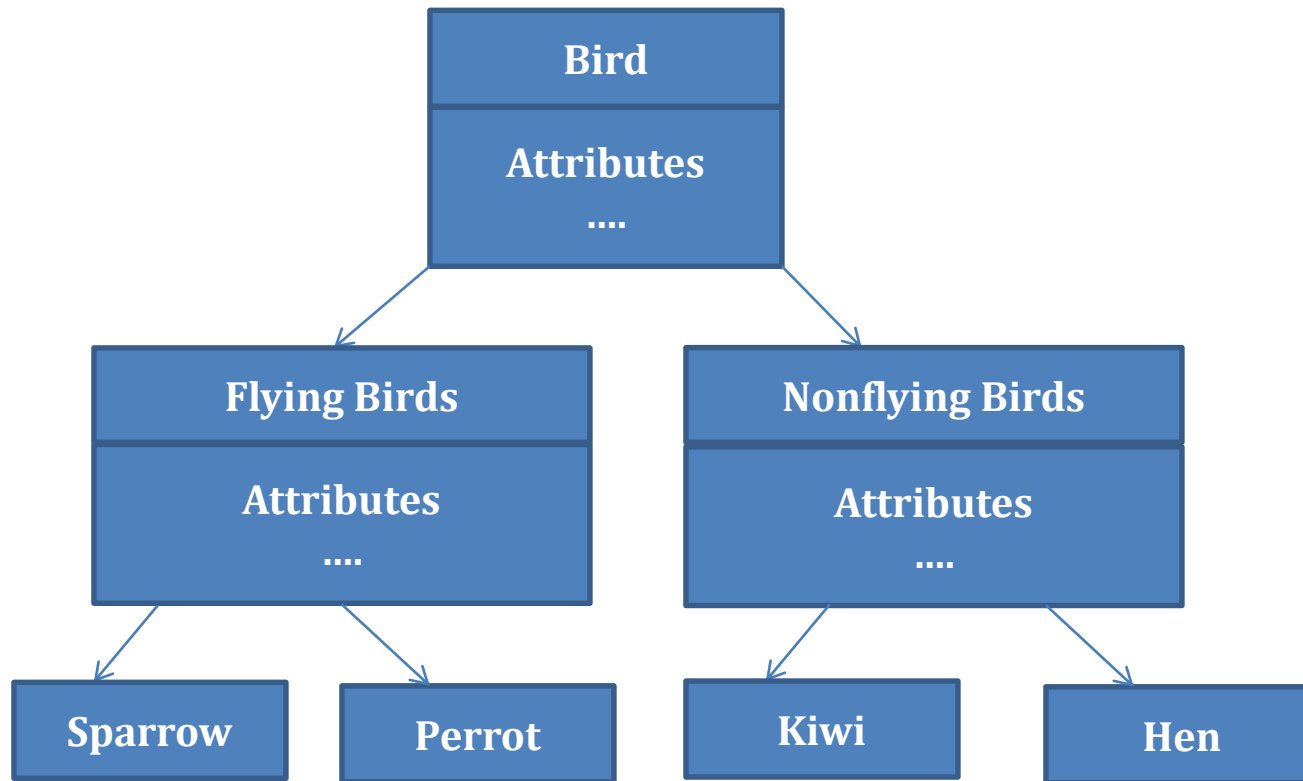 Bird
Attributes
....
Flying Birds
Nonflying Birds
Attributes
....
Attributes
....
Sparrow
Perrot
Kiwi
Hen